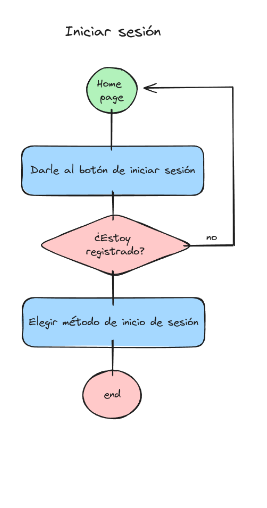 Iniciar sesión
Home
page
Darle al botón de iniciar sesión
¿Estoy
registrado?
no
Elegir método de inicio de sesión
end